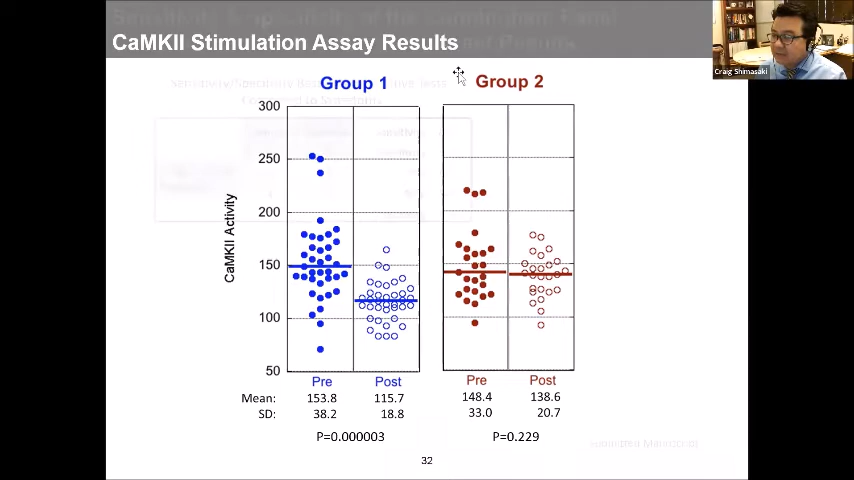 CaMKII Stimulation Assay Results
Craig Shimasaki
Group 1
Group 2
300
250
200
150
100
50
CaMKII Activity
Pre
Post
Pre
Post
Mean:
153.8
115.7
148.4
138.6
SD:
38.2
18.8
33.0
20.7
P=0.000003
P=0.229
Submitted Manuscript
32